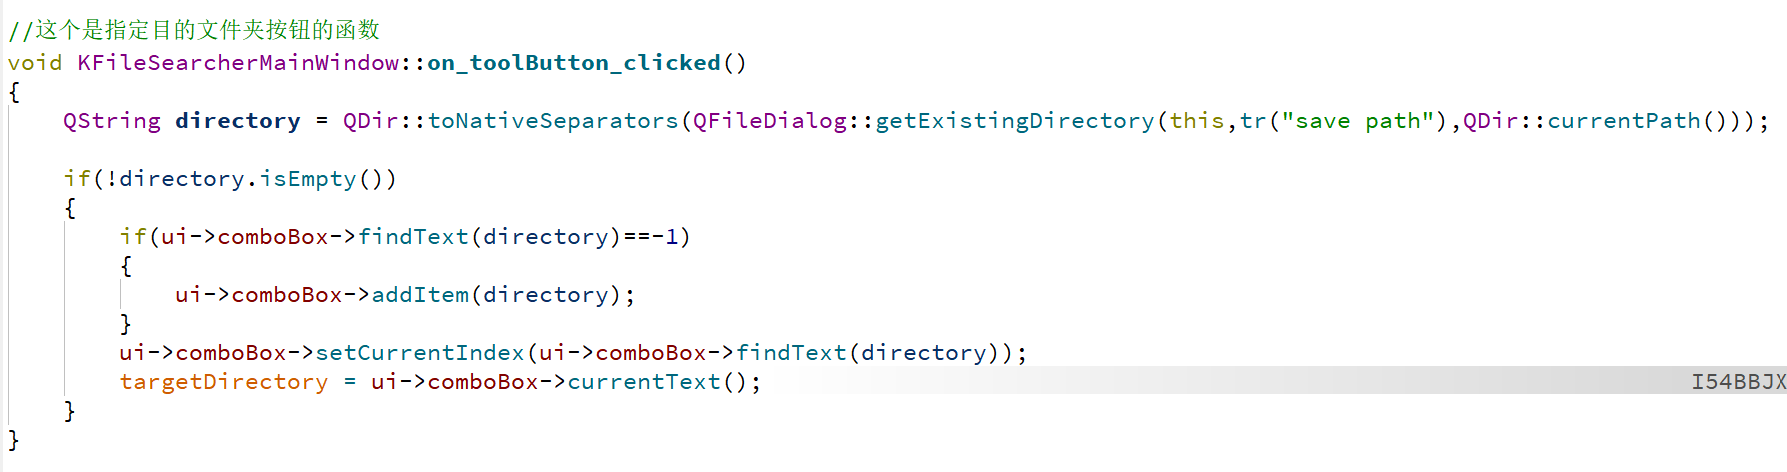 //这个是指定目的文件夹按钮的函数
void KFileSearcherMainWindow::on_toolButton_clicked()
{
    QString directory = QDir::toNativeSeparators(QFileDialog::getExistingDirectory(this,tr("save path"),QDir::currentPath()));
    if(!directory.isEmpty())
    {
        if(ui->comboBox->findText(directory)==-1)
        {
            ui->comboBox->addItem(directory);
        }
        ui->comboBox->setCurrentIndex(ui->comboBox->findText(directory));
        targetDirectory = ui->comboBox->currentText(); I54BBJX
    }
}